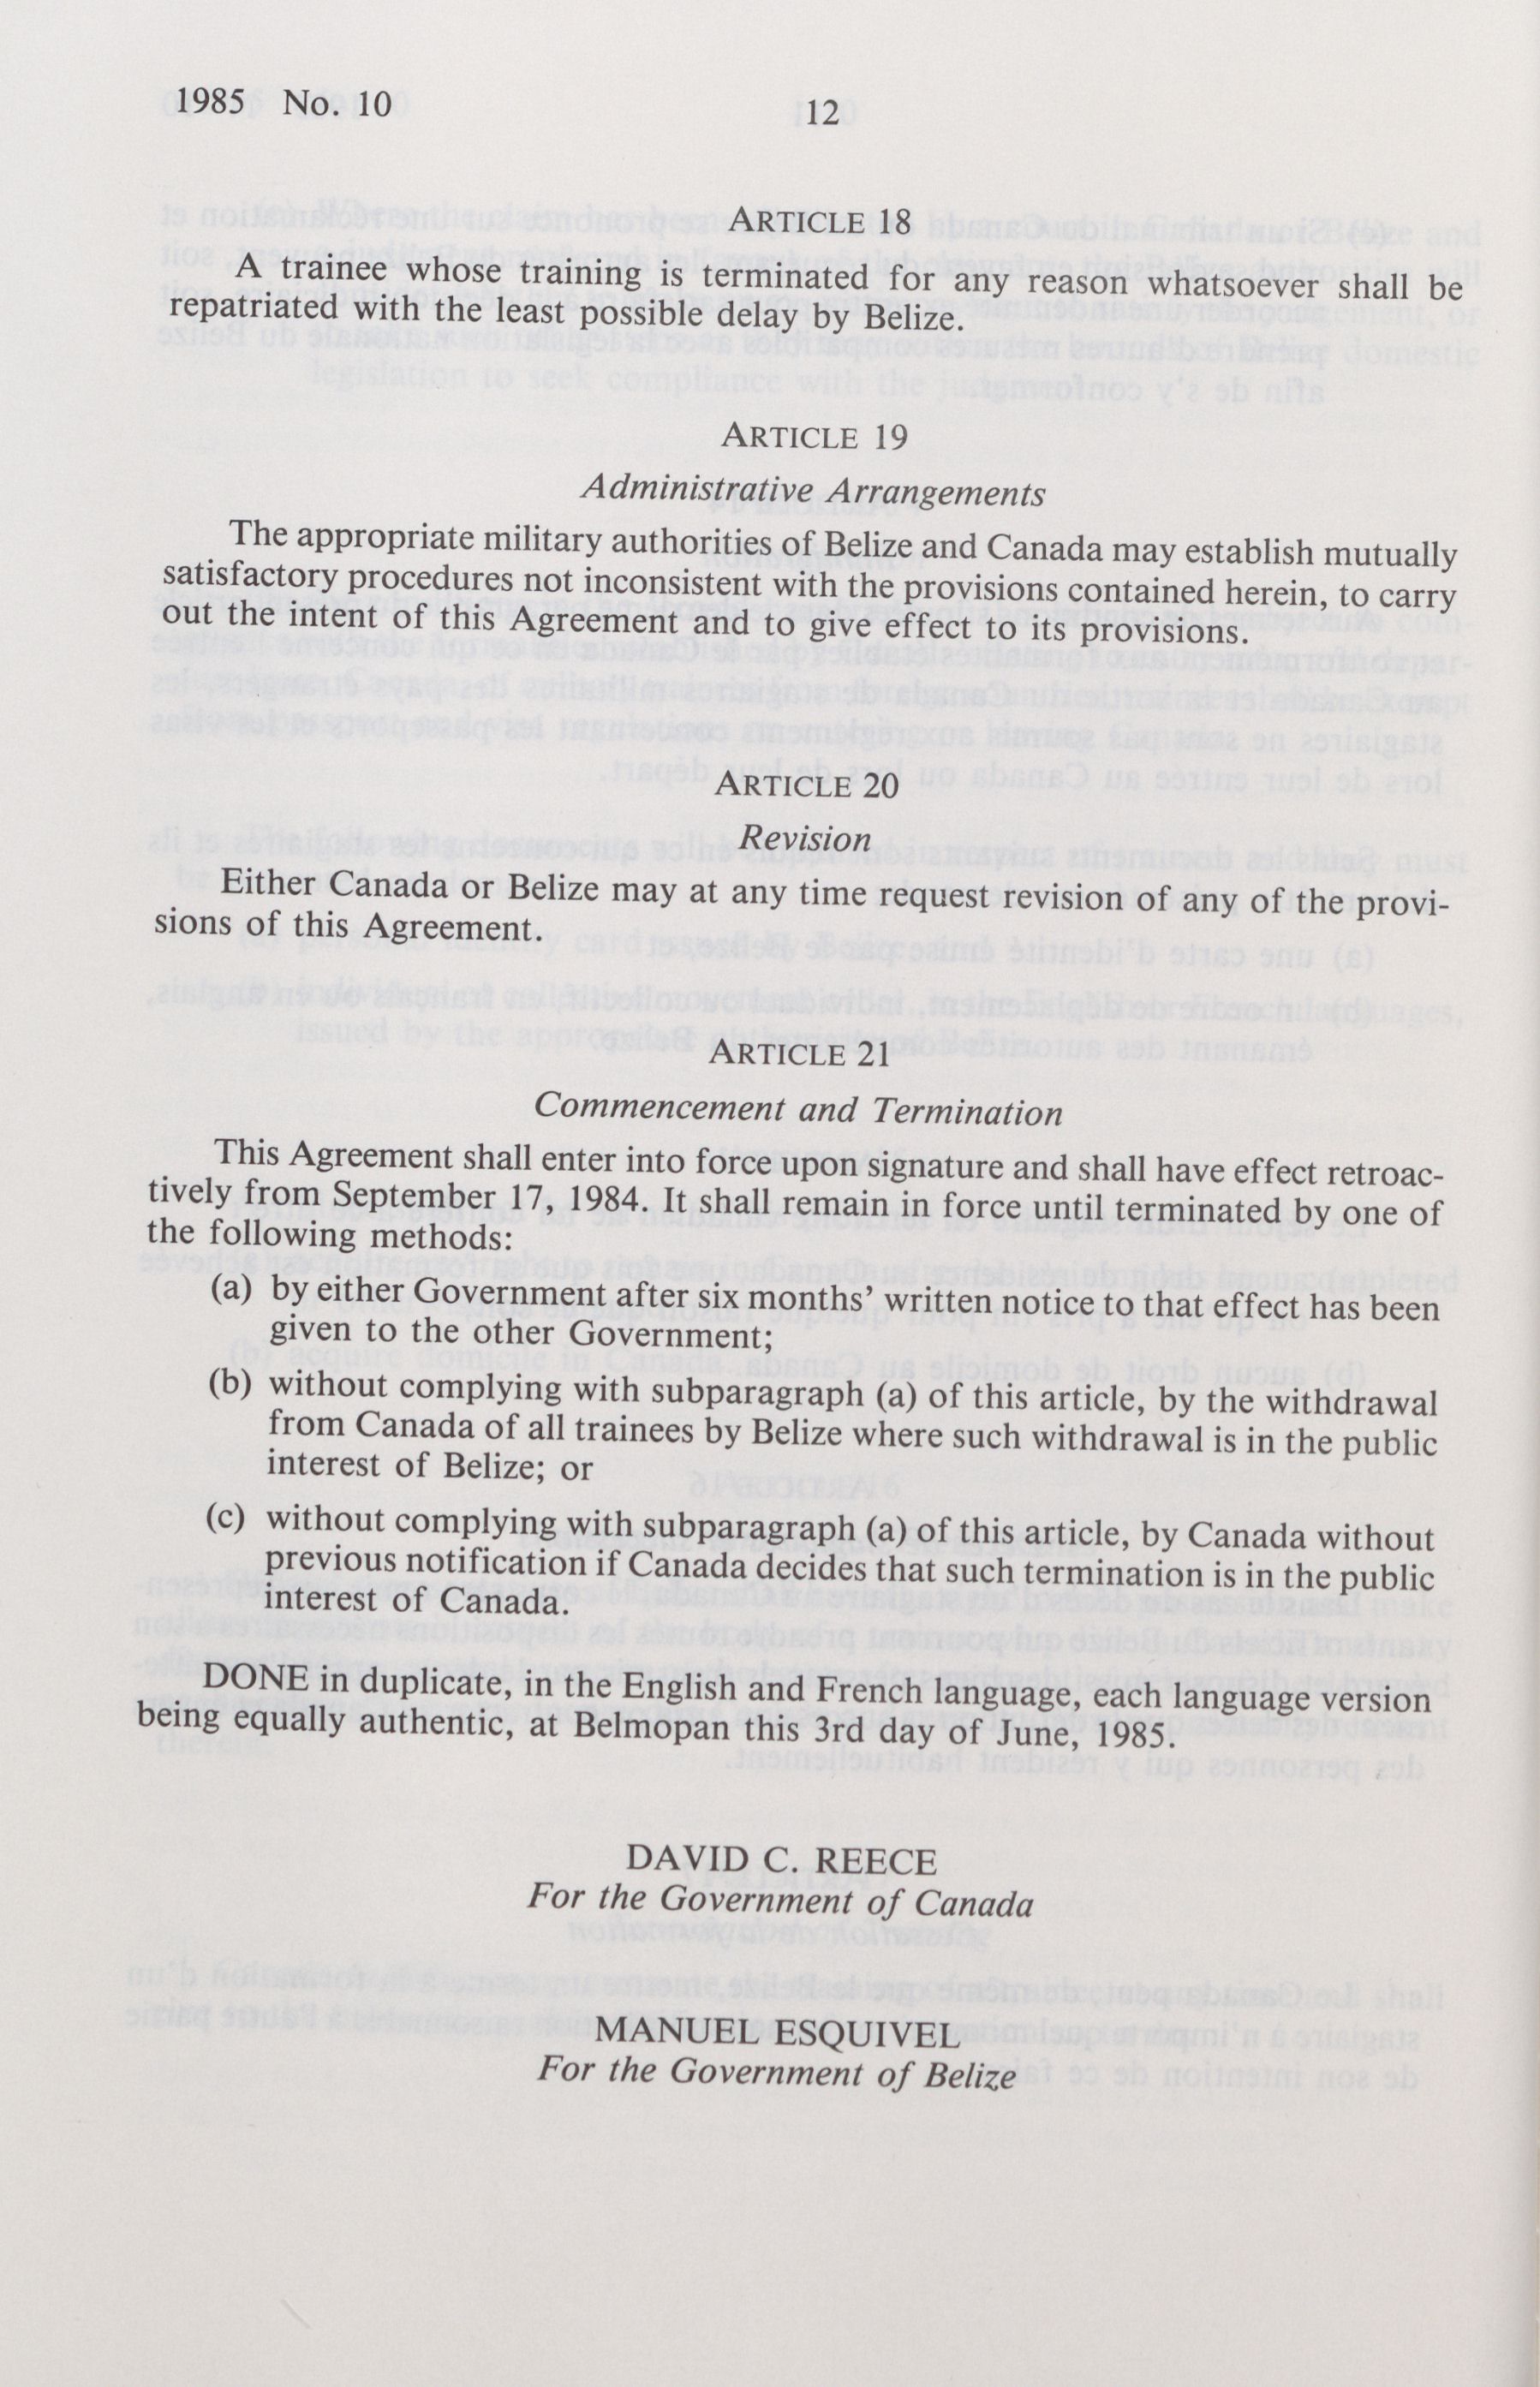 1985 No. 10
12
ARTICLE 18
A trainee whose training is terminated for any reason whatsoever shall be
repatriated with the least possible delay by Belize.
ARTICLE 19
Administrative Arrangements
The appropriate military authorities of Belize and Canada may establish mutually
satisfactory procedures not inconsistent with the provisions contained herein, to carry
out the intent of this Agreement and to give effect to its provisions.
ARTICLE 20
Revision
Either Canada or Belize may at any time request revision of any of the provi-
sions of this Agreement.
ARTICLE 21
Commencement and Termination
This Agreement shall enter into force upon signature and shall have effect retroac-
tively from September 17, 1984. It shall remain in force until terminated by one of
the following methods:
(a) by either Government after six months’ written notice to that effect has been
given to the other Government;
(b) without complying with subparagraph (a) of this article, by the withdrawal
from Canada of all trainees by Belize where such withdrawal is in the public
interest of Belize; or
(c) without complying with subparagraph (a) of this article, by Canada without
previous notification if Canada decides that such termination is in the public
interest of Canada.
DONE in duplicate, in the English and French language, each language version
being equally authentic, at Belmopan this 3rd day of June, 1985.
DAVID C. REECE
For the Government of Canada
MANUEL ESQUIVEL
For the Government of Belize